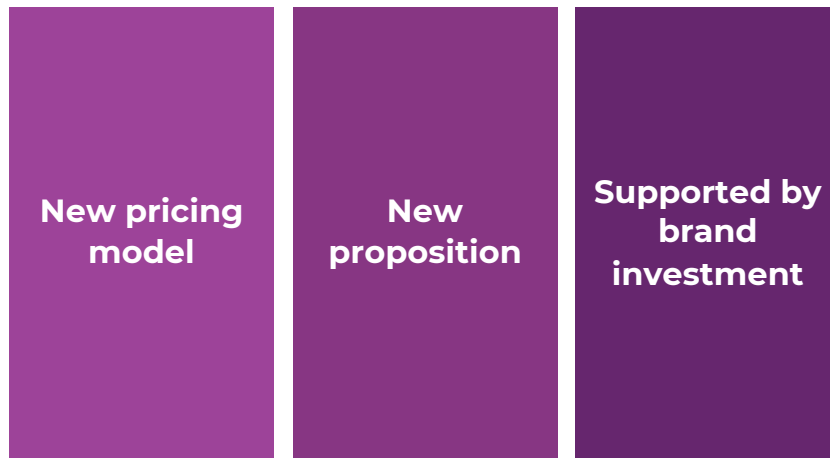 New pricing
model
New
proposition
Supported by
brand
investment